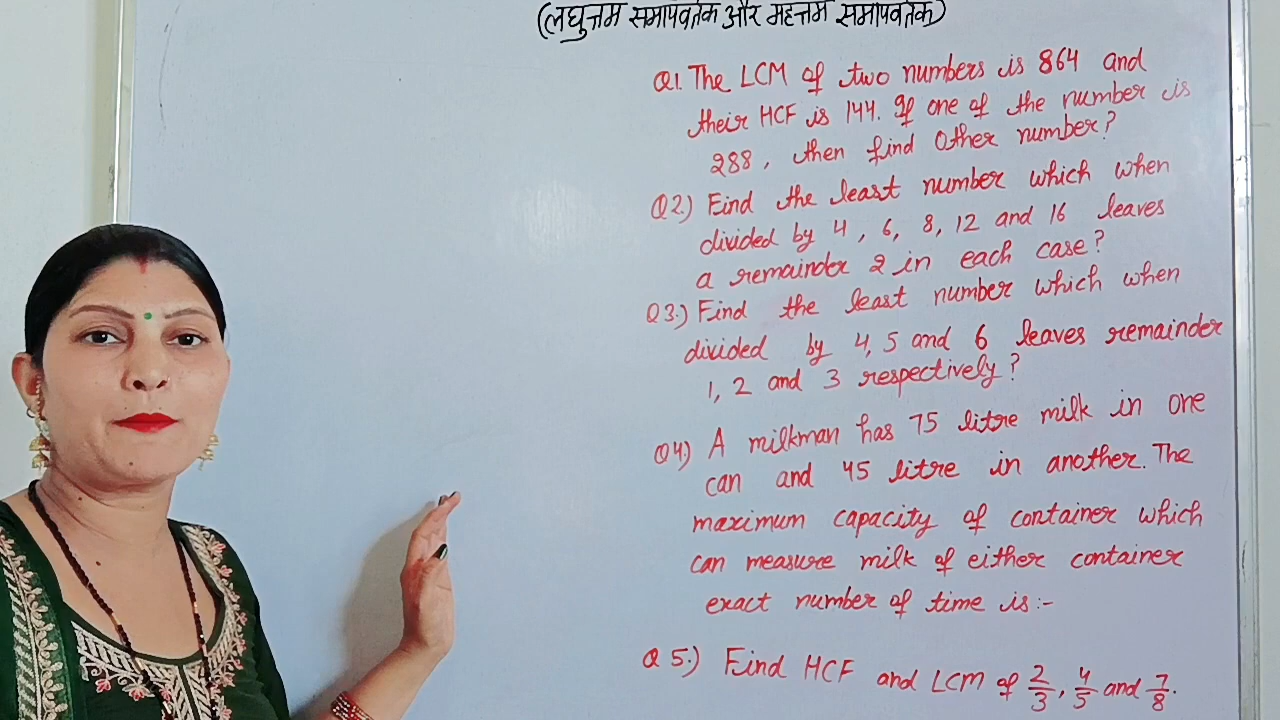 (लघुत्तम समापवर्तक और महत्तम समापवर्तक)
Q1. The LCM of two numbers is 864 and
their HCF is 144. If one of the number is
288, then find other number?
Q2.) Find the least number which when
divided by 4, 6, 8, 12 and 16 leaves
a remainder 2 in each case?
Q3.) Find the least number which when
divided by 4, 5 and 6 leaves remainder
1, 2 and 3 respectively?
Q4.) A milkman has 75 litre milk in one
can and 45 litre in another. The
maximum capacity of container which
can measure milk of either container
exact number of time is:-
Q 5.) Find HCF and LCM of 2/3, 4/5 and 7/8.